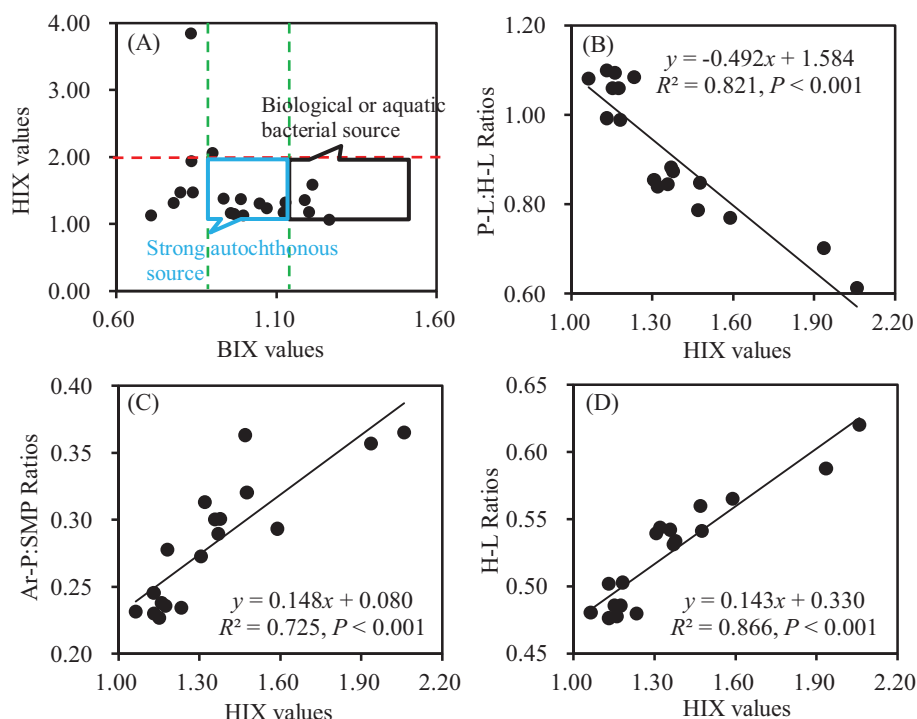 (A)
HIX values
4.00
3.00
2.00
1.00
0.00
0.60 1.10 1.60
BIX values
Biological or aquatic
bacterial source
Strong autochthonous
source
(B)
P-L:H-L Ratios
1.20
1.00
0.80
0.60
1.00 1.30 1.60 1.90 2.20
HIX values
y = -0.492x + 1.584
R² = 0.821, P < 0.001
(C)
Ar-P:SMP Ratios
0.40
0.35
0.30
0.25
0.20
1.00 1.30 1.60 1.90 2.20
HIX values
y = 0.148x + 0.080
R² = 0.725, P < 0.001
(D)
H-L Ratios
0.65
0.60
0.55
0.50
0.45
1.00 1.30 1.60 1.90 2.20
HIX values
y = 0.143x + 0.330
R² = 0.866, P < 0.001